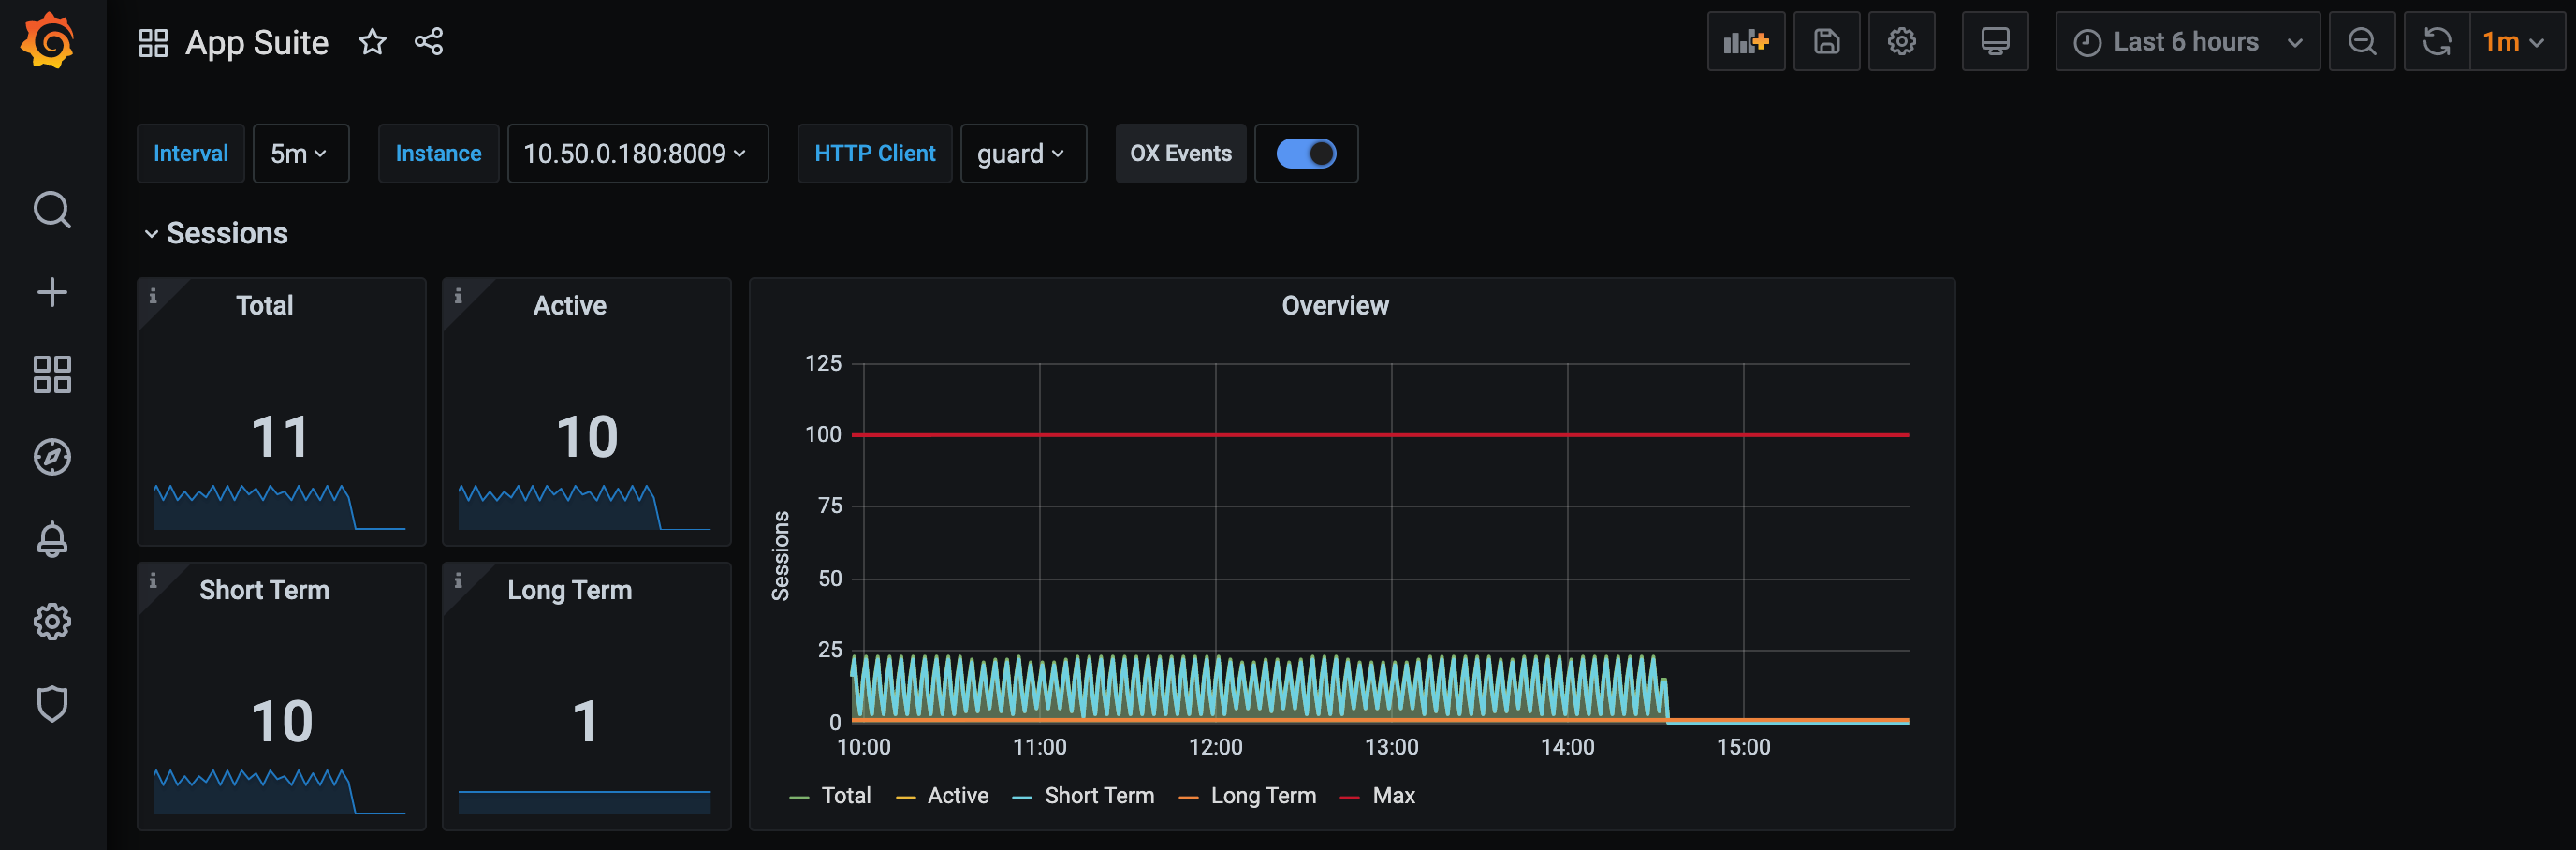 App Suite
Last 6 hours
1m
Interval 5m
Instance 10.50.0.180:8009
HTTP Client guard
OX Events
Sessions
Total
11
Active
10
Short Term
10
Long Term
1
Overview
Sessions
125
100
75
50
25
0
10:00 11:00 12:00 13:00 14:00 15:00
Total Active Short Term Long Term Max